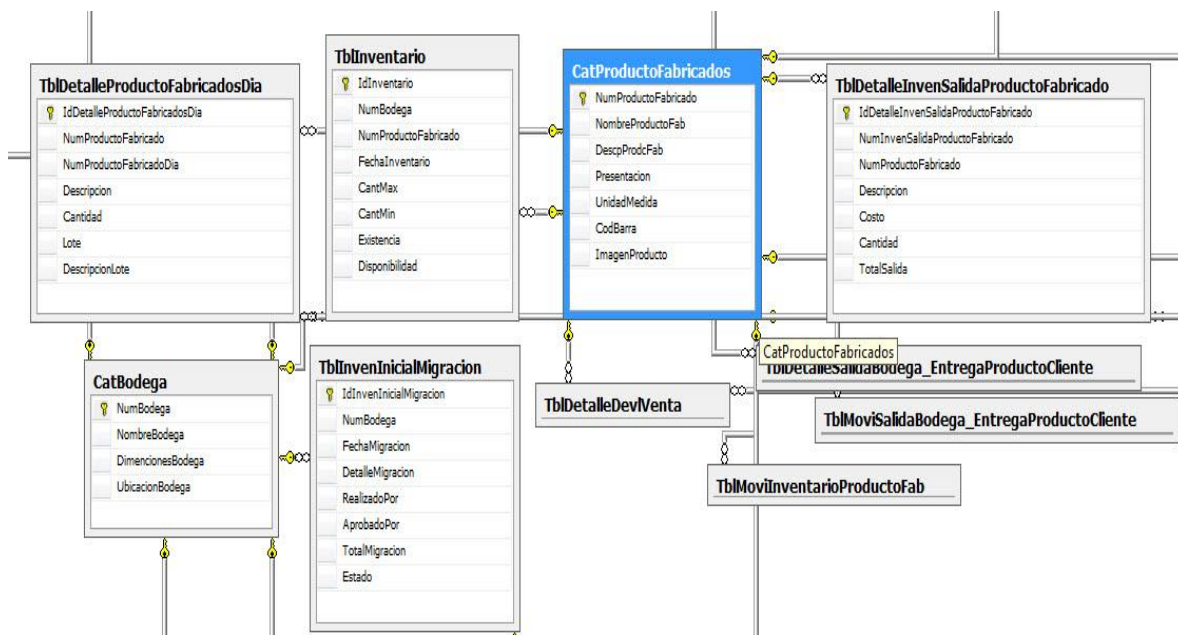 TblDetalleProductoFabricadosDia
IdDetalleProductoFabricadosDia
NumProductoFabricado
NumProductoFabricadoDia
Descripcion
Cantidad
Lote
DescripcionLote
TblInventario
IdInventario
NumBodega
NumProductoFabricado
FechaInventario
CantMax
CantMin
Existencia
Disponibilidad
CatProductoFabricados
NumProductoFabricado
NombreProductoFab
DescpProdcFab
Presentacion
UnidadMedida
CodBarra
ImagenProducto
TblDetalleInvenSalidaProductoFabricado
IdDetalleInvenSalidaProductoFabricado
NumInvenSalidaProductoFabricado
NumProductoFabricado
Descripcion
Costo
Cantidad
TotalSalida
CatBodega
NumBodega
NombreBodega
DimencionesBodega
UbicacionBodega
TblInvenInicialMigracion
IdInvenInicialMigracion
NumBodega
FechaMigracion
DetalleMigracion
RealizadoPor
AprobadoPor
TotalMigracion
Estado
CatProductoFabricados
TblDetalleSalidaBodega_EntregaProductoCliente
TblDetalleDevlVenta
TblMoviSalidaBodega_EntregaProductoCliente
TblMoviInventarioProductoFab